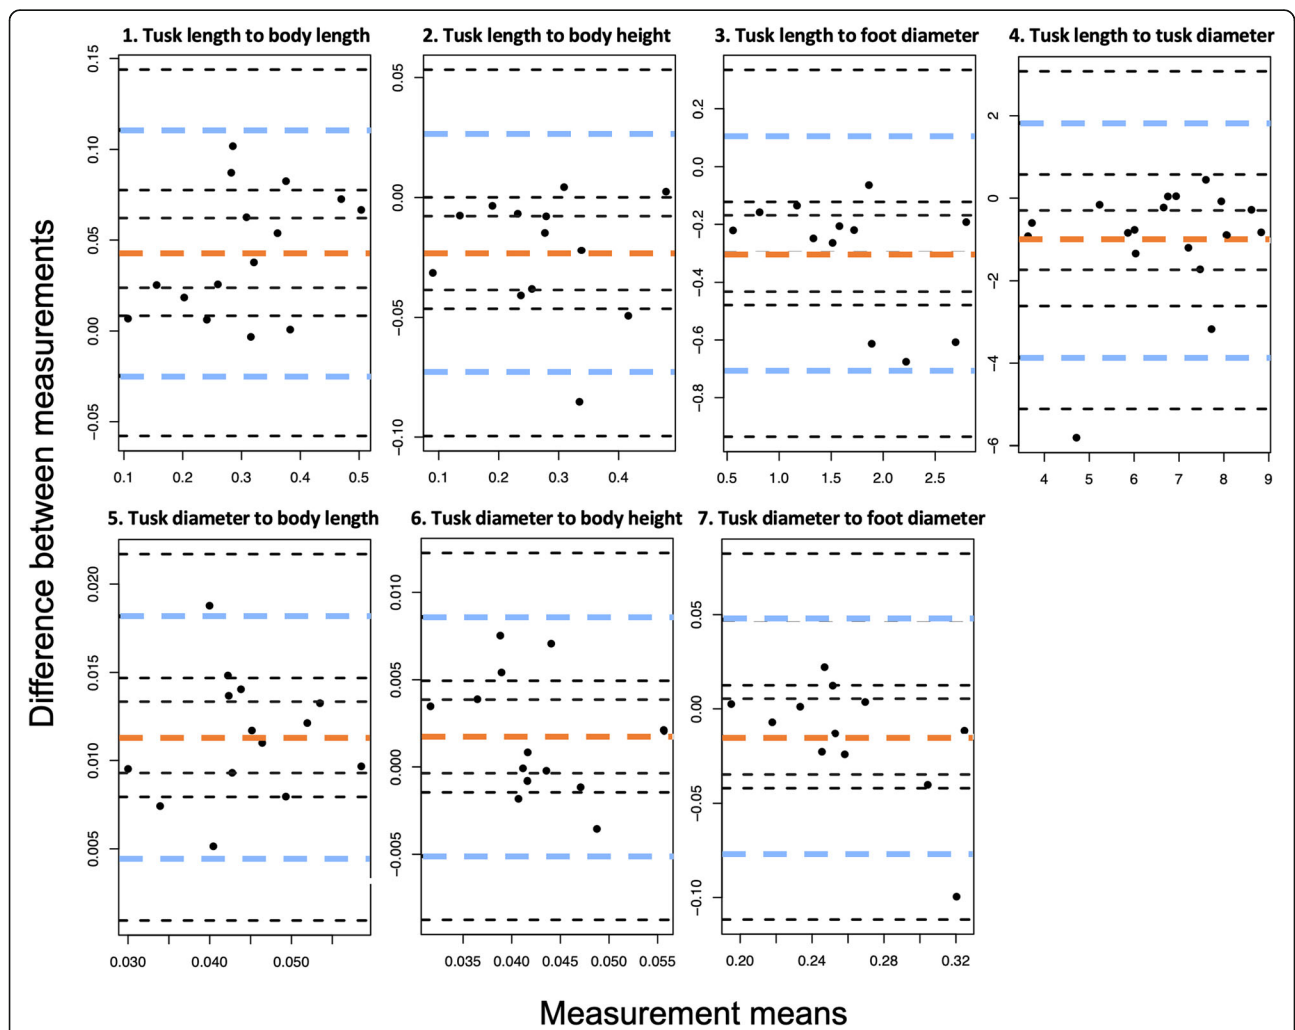 1. Tusk length to body length
2. Tusk length to body height
3. Tusk length to foot diameter
4. Tusk length to tusk diameter
0.15
0.10
0.05
0.00
−0.05
0.1 0.2 0.3 0.4 0.5
0.05
0.00
−0.05
−0.10
0.1 0.2 0.3 0.4
0.2
0.0
−0.2
−0.4
−0.6
−0.8
0.5 1.0 1.5 2.0 2.5
2
0
−2
−4
6
4 5 6 7 8 9
5. Tusk diameter to body length
6. Tusk diameter to body height
7. Tusk diameter to foot diameter
0.020
0.015
0.010
0.005
0.030 0.040 0.050
0.010
0.005
0.000
−0.005
0.035 0.040 0.045 0.050 0.055
0.05
0.00
−0.05
−0.10
0.20 0.24 0.28 0.32
Difference between measurements
Measurement means